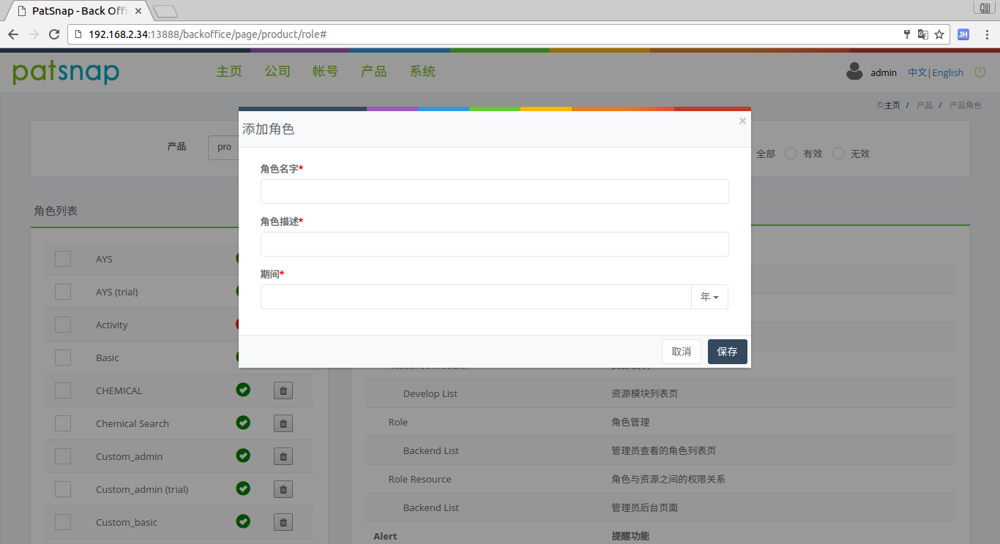 PatSnap - Back Offi
192.168.2.34:13888/backoffice/page/product/role#
JH
patsnap
主页 公司 帐号 产品 系统
admin 中文|English
主页 / 产品 / 产品角色
添加角色 ×
产品 pro
全部 有效 无效
角色名字*
角色描述*
期间*
年
取消 保存
角色列表
AYS
AYS (trial)
Activity
Basic
CHEMICAL
Chemical Search
Custom_admin
Custom_admin (trial)
Custom_basic
Develop List 资源模块列表页
Role 角色管理
Backend List 管理员查看的角色列表页
Role Resource 角色与资源之间的权限关系
Backend List 管理员后台页面
Alert 提醒功能